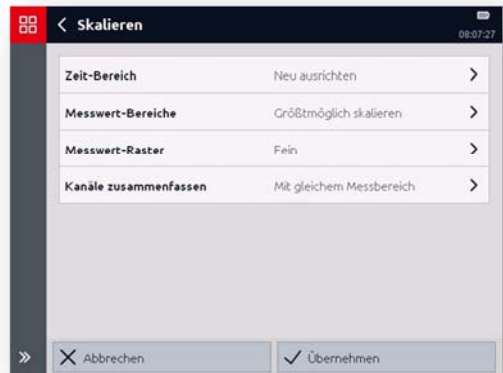 Skalieren
08:07:27
Zeit-Bereich Neu ausrichten
Messwert-Bereiche Größtmöglich skalieren
Messwert-Raster Fein
Kanäle zusammenfassen Mit gleichem Messbereich
Abbrechen Übernehmen